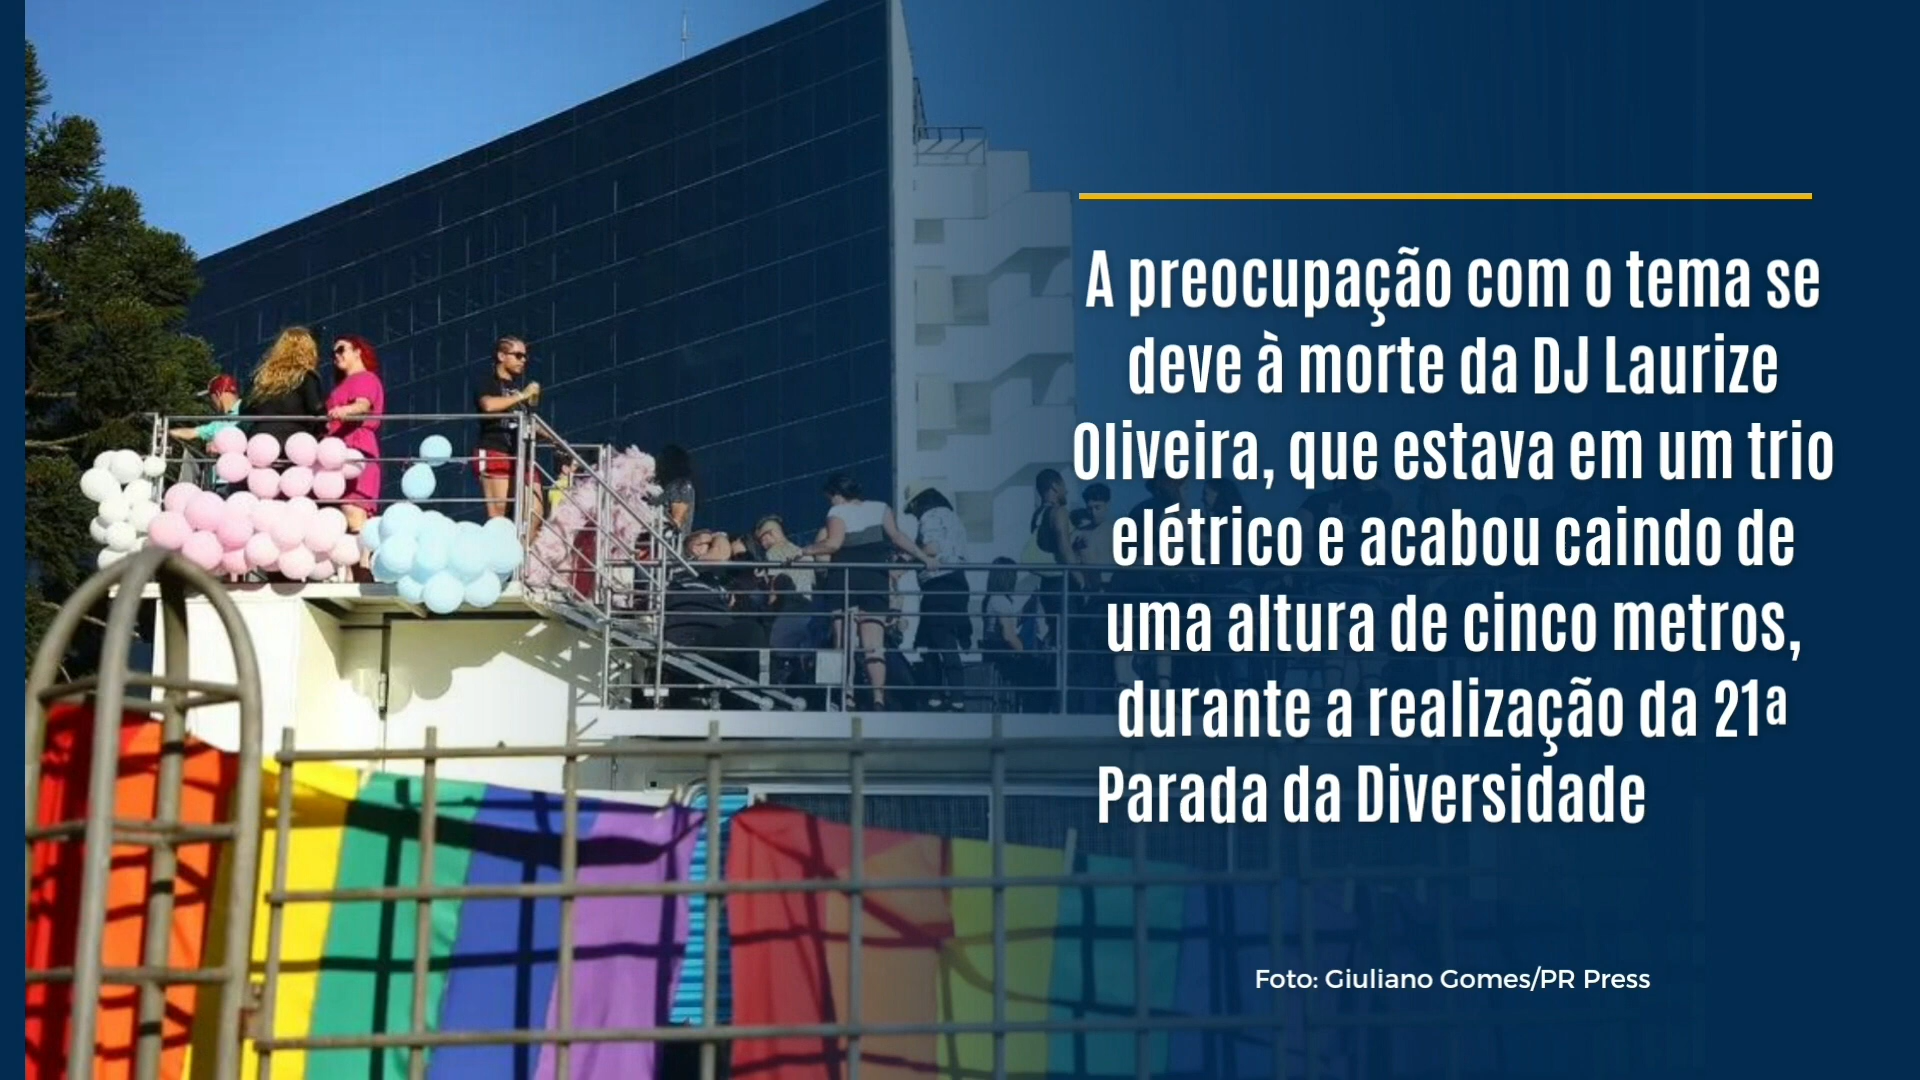 A preocupação com o tema se
deve à morte da DJ Laurize
Oliveira, que estava em um trio
elétrico e acabou caindo de
uma altura de cinco metros,
durante a realização da 21ª
Parada da Diversidade
Foto: Giuliano Gomes/PR Press